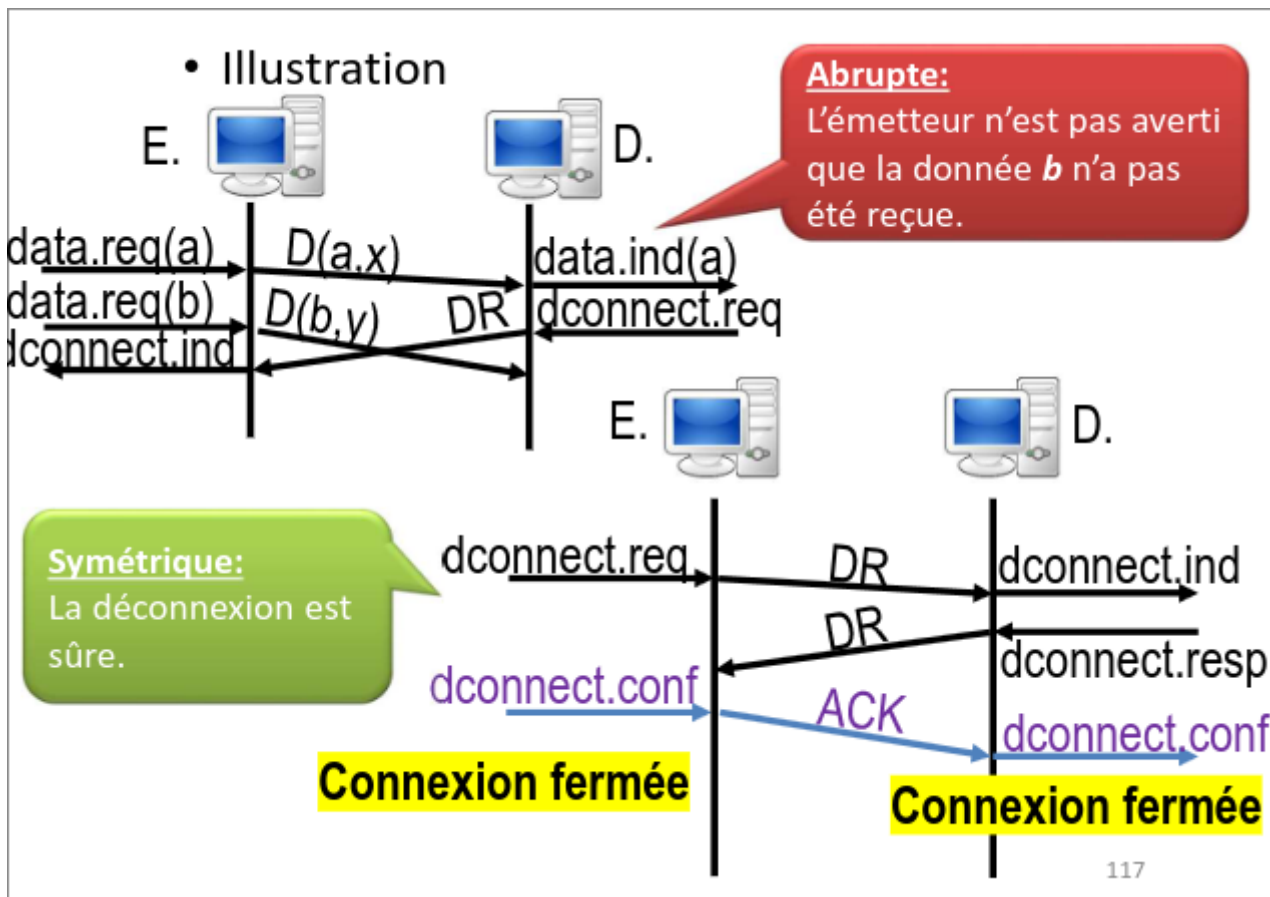 • Illustration
Abrupte:
L'émetteur n'est pas averti
que la donnée b n'a pas
été reçue.
E.
D.
data.req(a)
D(a,x)
data.ind(a)
data.req(b)
D(b,y)
DR
dconnect.req
dconnect.ind
E.
D.
Symétrique:
La déconnexion est
sûre.
dconnect.req
DR
dconnect.ind
DR
dconnect.resp
dconnect.conf
ACK
dconnect.conf
Connexion fermée
Connexion fermée
117